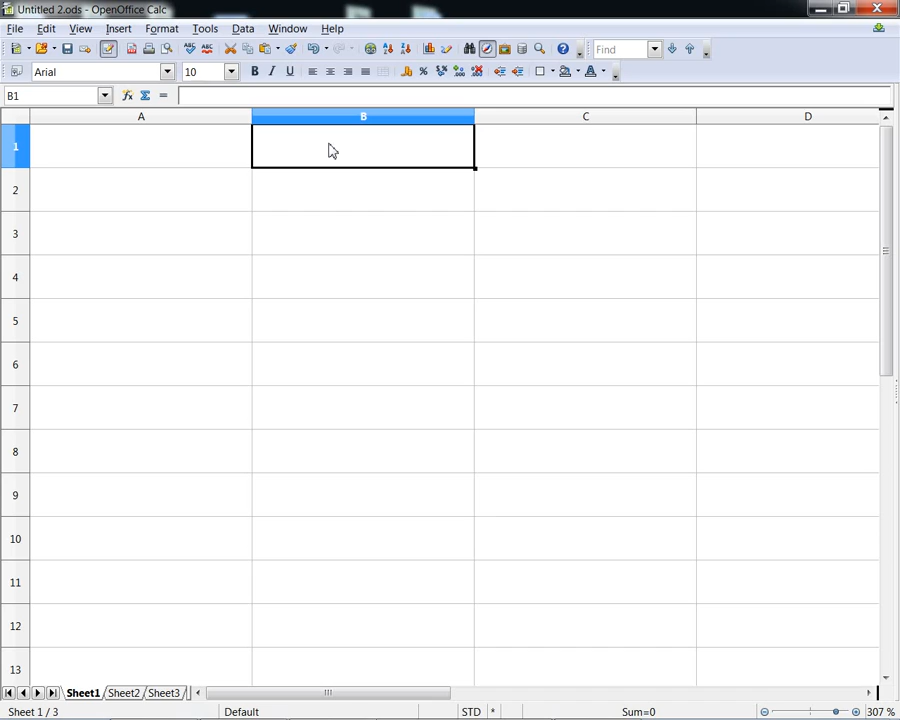 Untitled 2.ods - OpenOffice Calc
File Edit View Insert Format Tools Data Window Help
Find
Arial 10
B1
A B C D
1
2
3
4
5
6
7
8
9
10
11
12
13
Sheet1 Sheet2 Sheet3
Sheet 1 / 3 Default STD * Sum=0 307 %